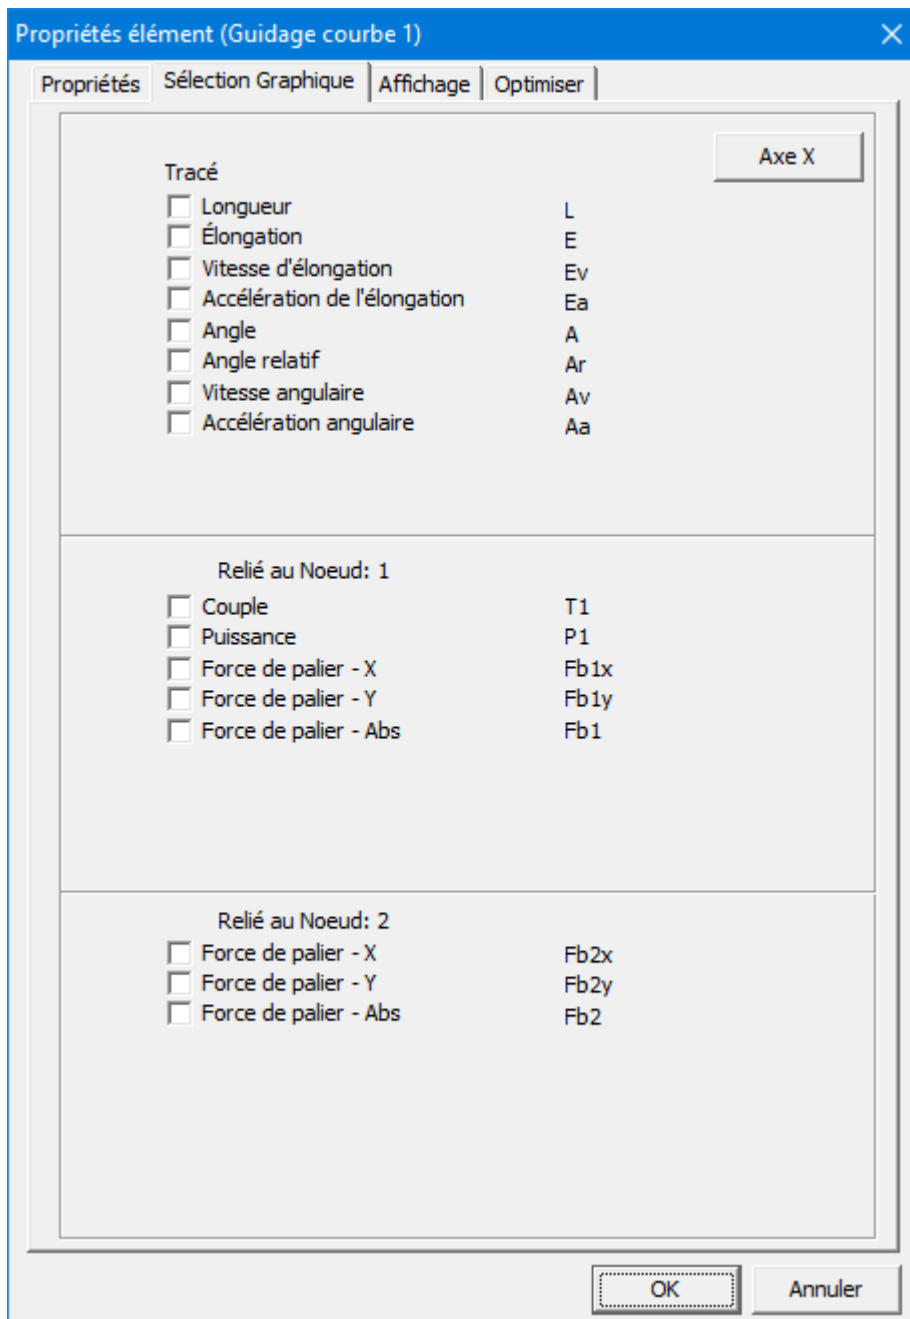 Propriétés élément (Guidage courbe 1)
Propriétés Sélection Graphique Affichage Optimiser
Axe X
Tracé
Longueur L
Élongation E
Vitesse d'élongation Ev
Accélération de l'élongation Ea
Angle A
Angle relatif Ar
Vitesse angulaire Av
Accélération angulaire Aa
Relié au Noeud: 1
Couple T1
Puissance P1
Force de palier - X Fb1x
Force de palier - Y Fb1y
Force de palier - Abs Fb1
Relié au Noeud: 2
Force de palier - X Fb2x
Force de palier - Y Fb2y
Force de palier - Abs Fb2
OK Annuler